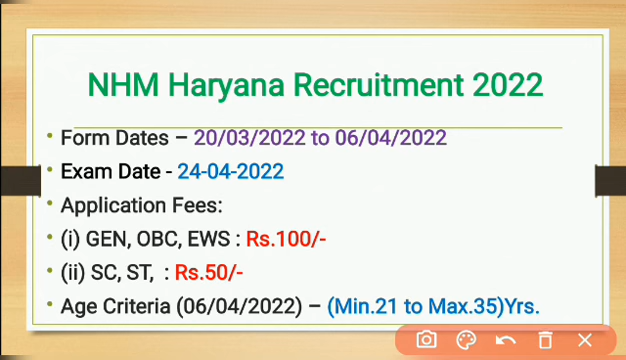 NHM Haryana Recruitment 2022
• Form Dates – 20/03/2022 to 06/04/2022
• Exam Date - 24-04-2022
• Application Fees:
• (i) GEN, OBC, EWS : Rs.100/-
• (ii) SC, ST,  : Rs.50/-
• Age Criteria (06/04/2022) – (Min.21 to Max.35)Yrs.